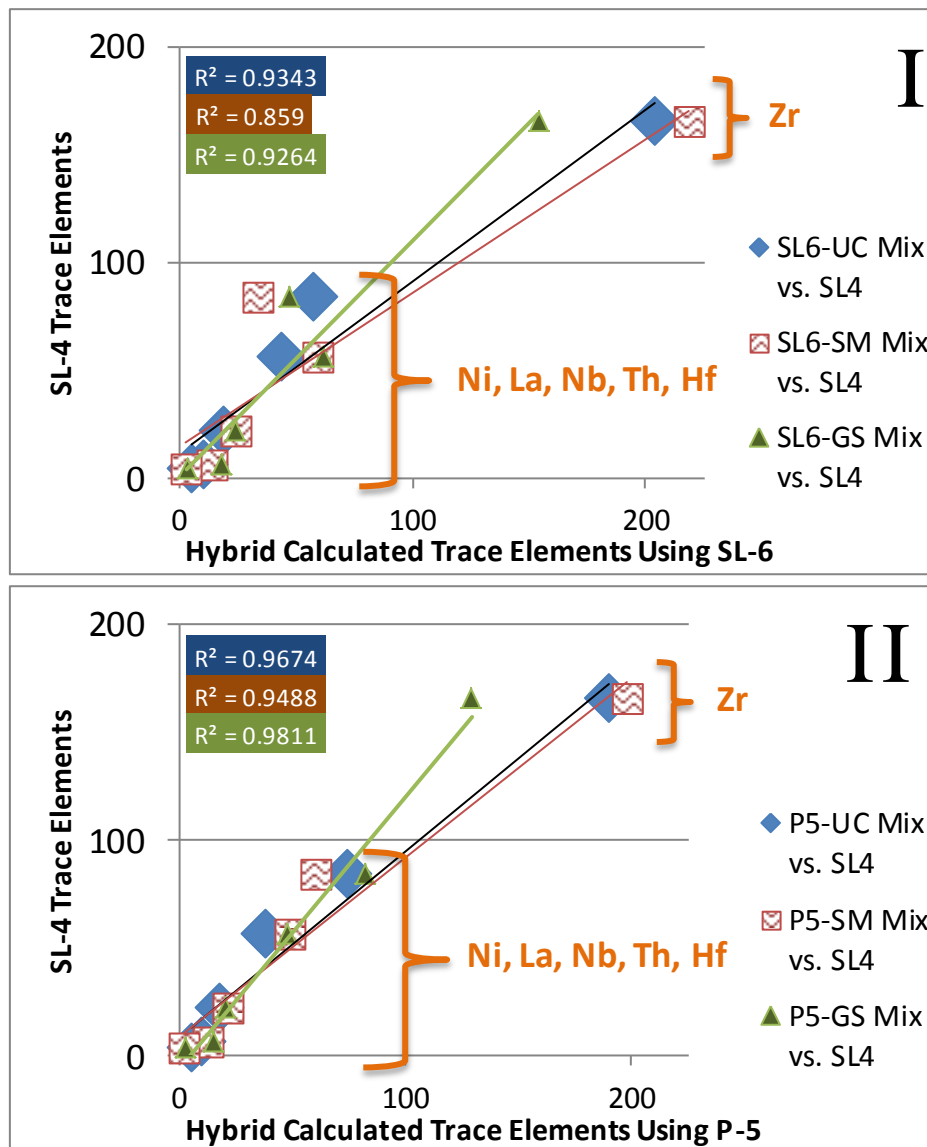 I
200
R² = 0.9343
R² = 0.859
R² = 0.9264
Zr
SL-4 Trace Elements
SL6-UC Mix
vs. SL4
100
SL6-SM Mix
vs. SL4
Ni, La, Nb, Th, Hf
SL6-GS Mix
vs. SL4
0
0 100 200
Hybrid Calculated Trace Elements Using SL-6
II
200
R² = 0.9674
R² = 0.9488
R² = 0.9811
Zr
SL-4 Trace Elements
P5-UC Mix
vs. SL4
100
P5-SM Mix
vs. SL4
Ni, La, Nb, Th, Hf
P5-GS Mix
vs. SL4
0
0 100 200
Hybrid Calculated Trace Elements Using P-5